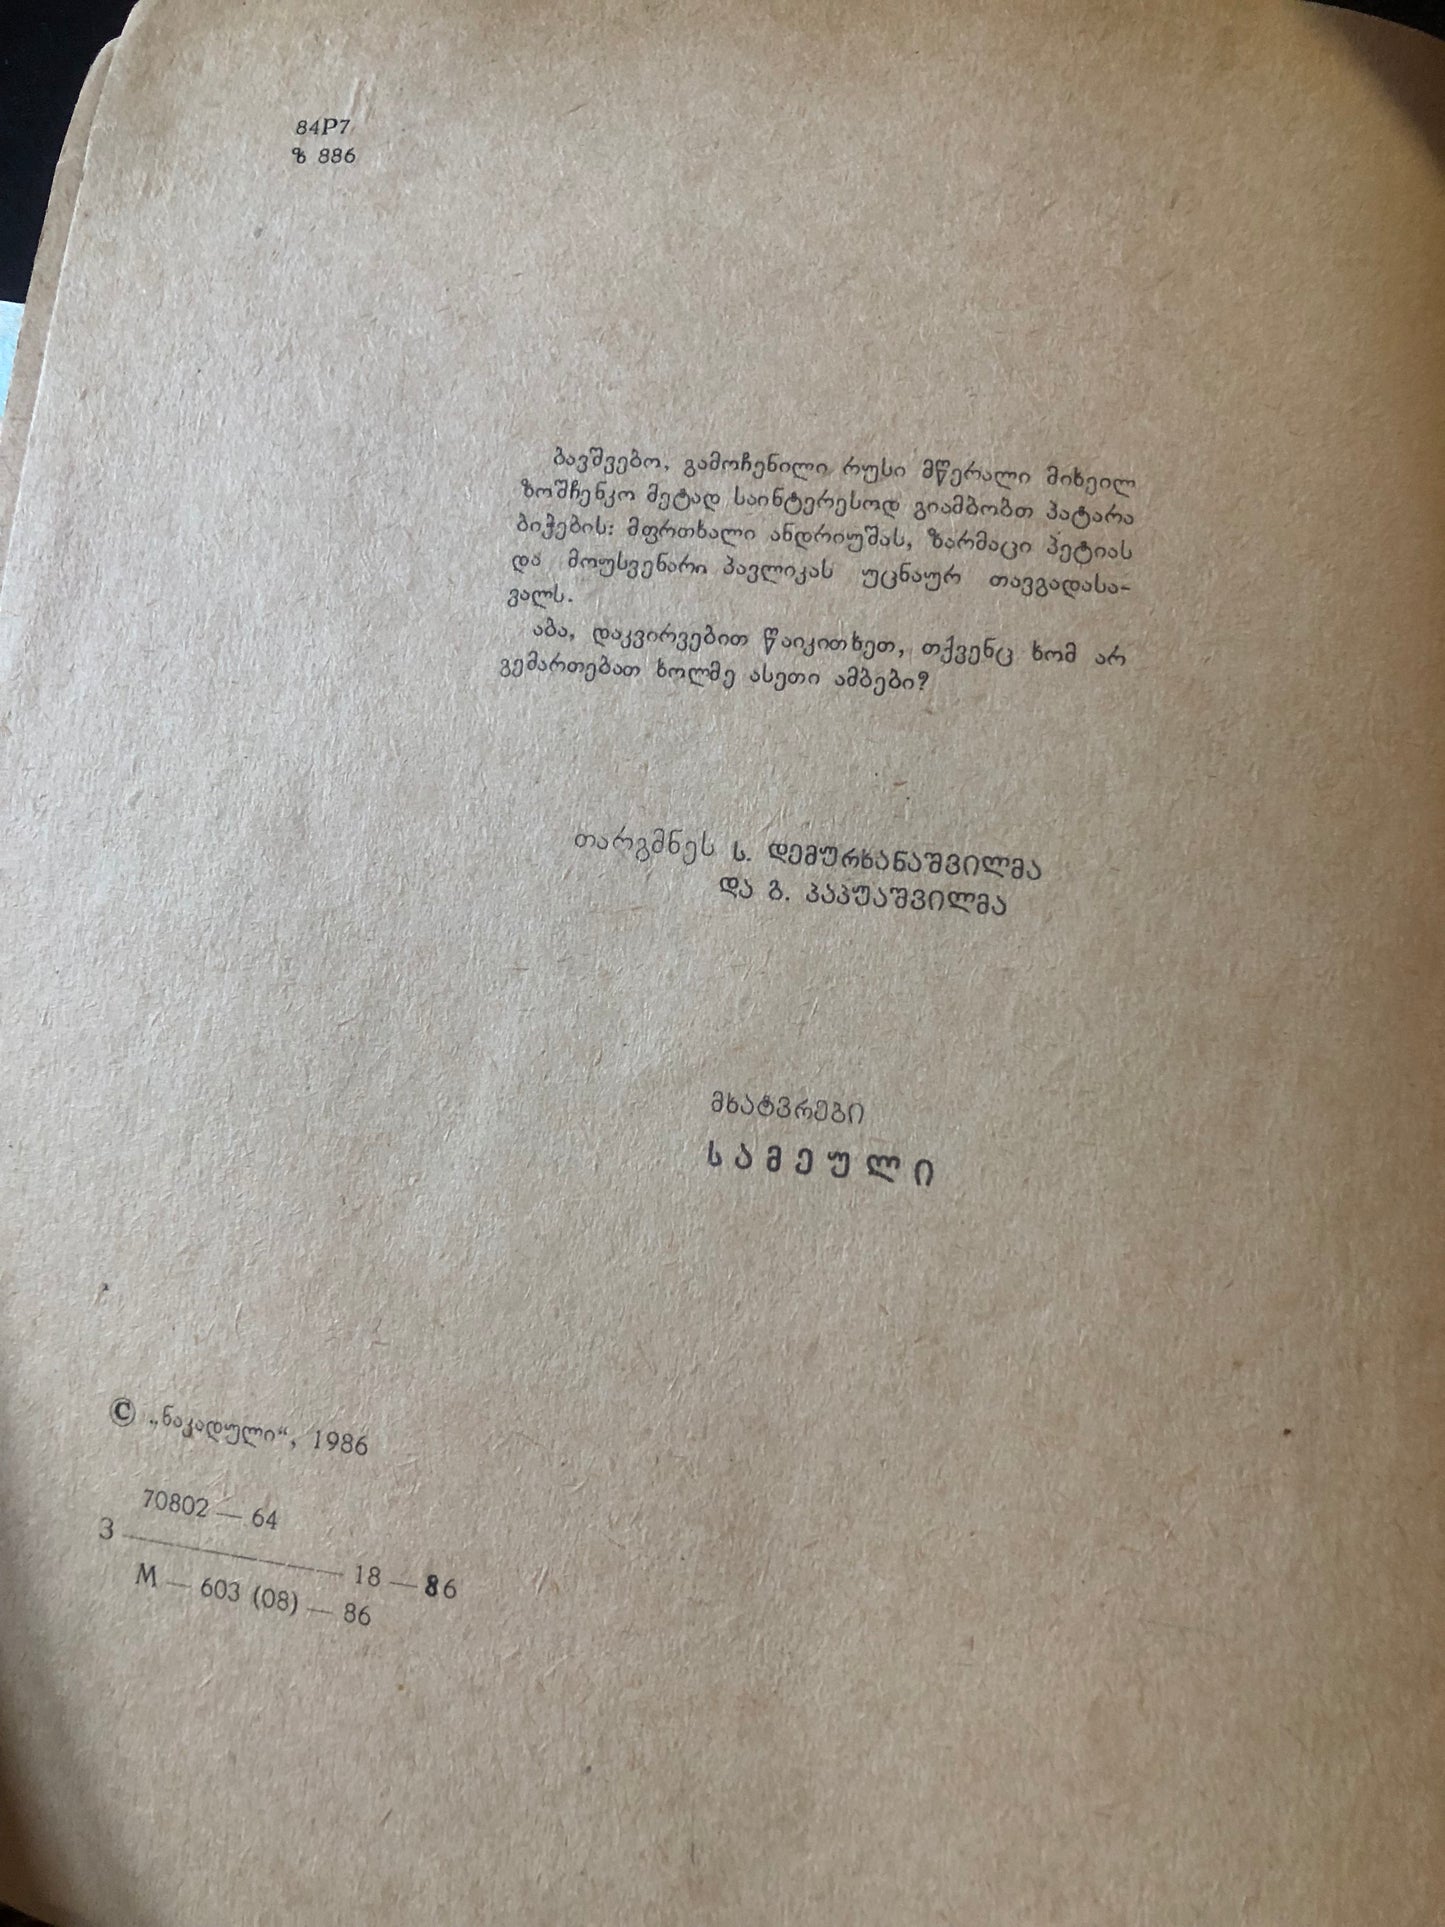 84Р7
ზ 886
ბავშვებო, გამოჩენილი რუსი მწერალი მიხეილ
ზოშჩენკო მეტად საინტერესოდ გიამბობთ პატარა
ბიჭების: მფრთხალი ანდრიუშას, ზარმაცი პეტიას
და მოუსვენარი პავლიკას უცნაურ თავგადასა-
ვალს.
აბა, დაკვირვებით წაიკითხეთ, თქვენც ხომ არ
გემართებათ ხოლმე ასეთი ამბები?
თარგმნეს ს. დემურხანაშვილმა
და გ. პაპუაშვილმა
მხატვრები
სამეული
© „ნაკადული“, 1986
70802 — 64
З ————— 18 — 86
М — 603 (08) — 86